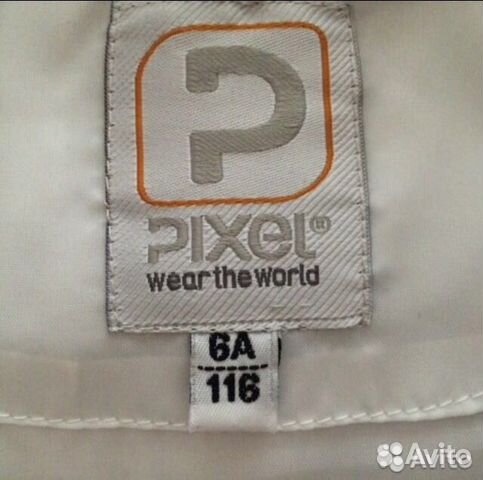 P
PIXEL®
wear the world
6A
116
Avito